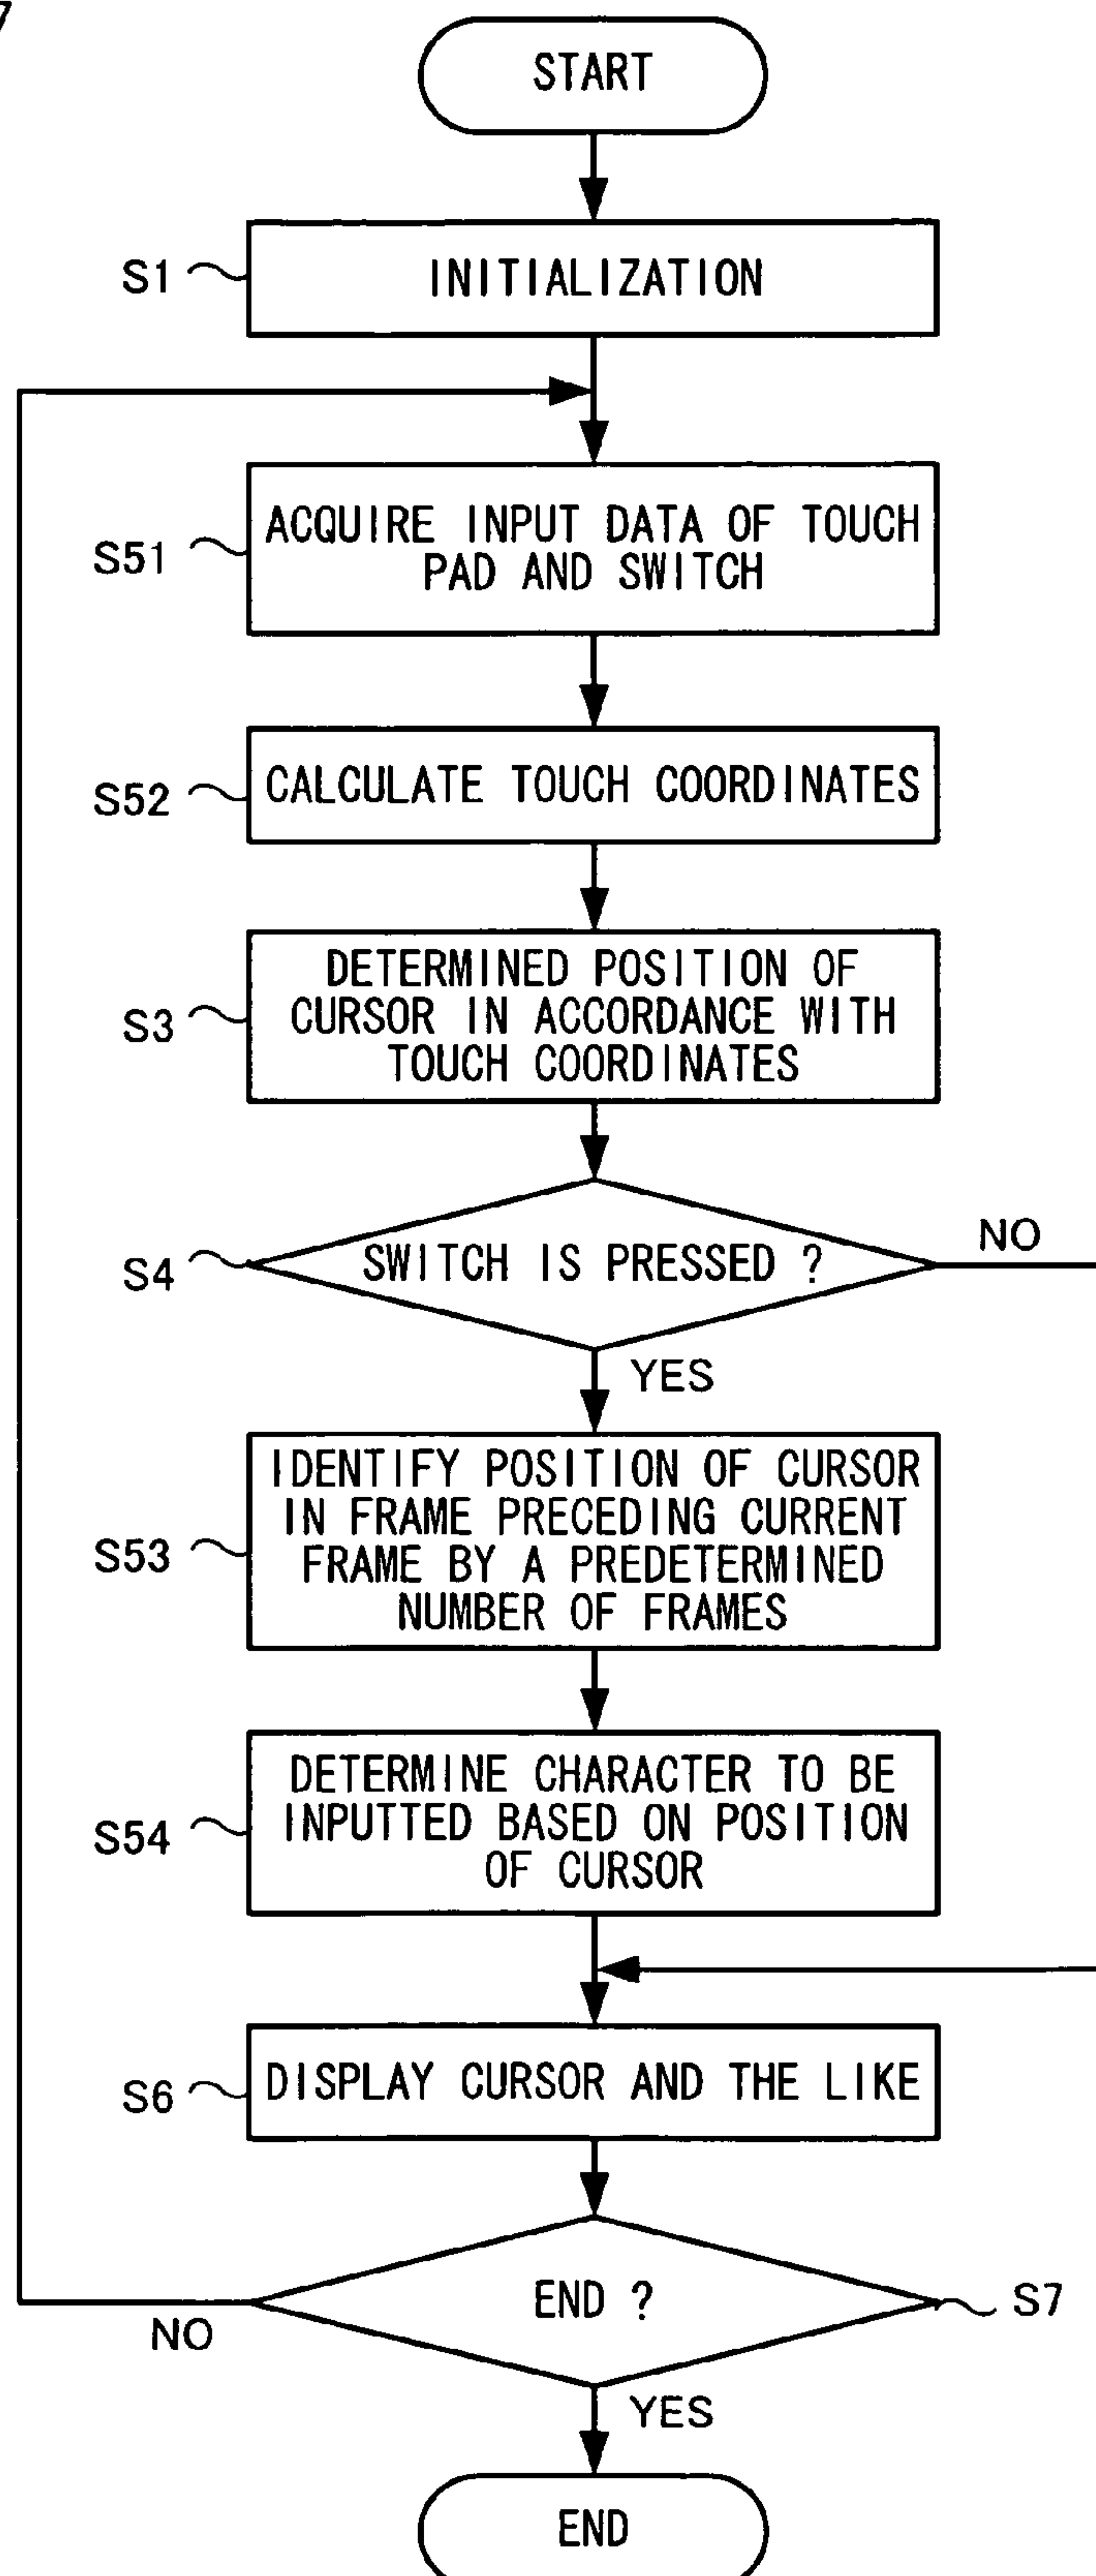 7
START
S1
INITIALIZATION
S51
ACQUIRE INPUT DATA OF TOUCH
PAD AND SWITCH
S52
CALCULATE TOUCH COORDINATES
S3
DETERMINED POSITION OF
CURSOR IN ACCORDANCE WITH
TOUCH COORDINATES
S4
SWITCH IS PRESSED ?
NO
YES
S53
IDENTIFY POSITION OF CURSOR
IN FRAME PRECEDING CURRENT
FRAME BY A PREDETERMINED
NUMBER OF FRAMES
S54
DETERMINE CHARACTER TO BE
INPUTTED BASED ON POSITION
OF CURSOR
S6
DISPLAY CURSOR AND THE LIKE
END ?
S7
NO
YES
END